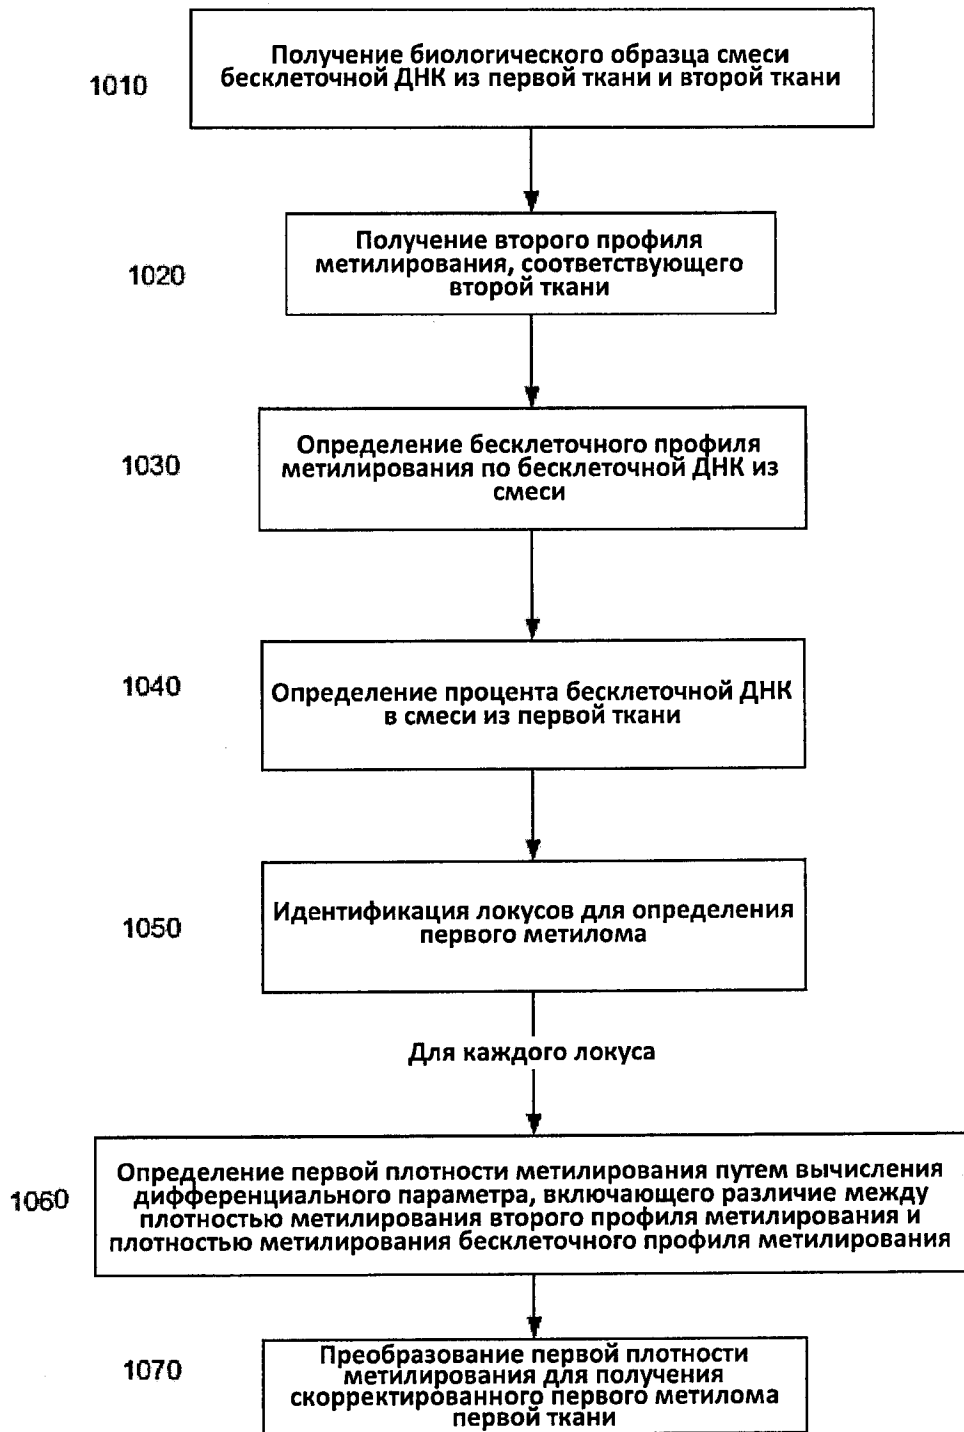 Получение биологического образца смеси
бесклеточной ДНК из первой ткани и второй ткани
1010
Получение второго профиля
метилирования, соответствующего
второй ткани
1020
Определение бесклеточного профиля
метилирования по бесклеточной ДНК из
смеси
1030
Определение процента бесклеточной ДНК
в смеси из первой ткани
1040
Идентификация локусов для определения
первого метилома
1050
Для каждого локуса
Определение первой плотности метилирования путем вычисления
дифференциального параметра, включающего различие между
плотностью метилирования второго профиля метилирования и
плотностью метилирования бесклеточного профиля метилирования
1060
Преобразование первой плотности
метилирования для получения
скорректированного первого метилома
первой ткани
1070